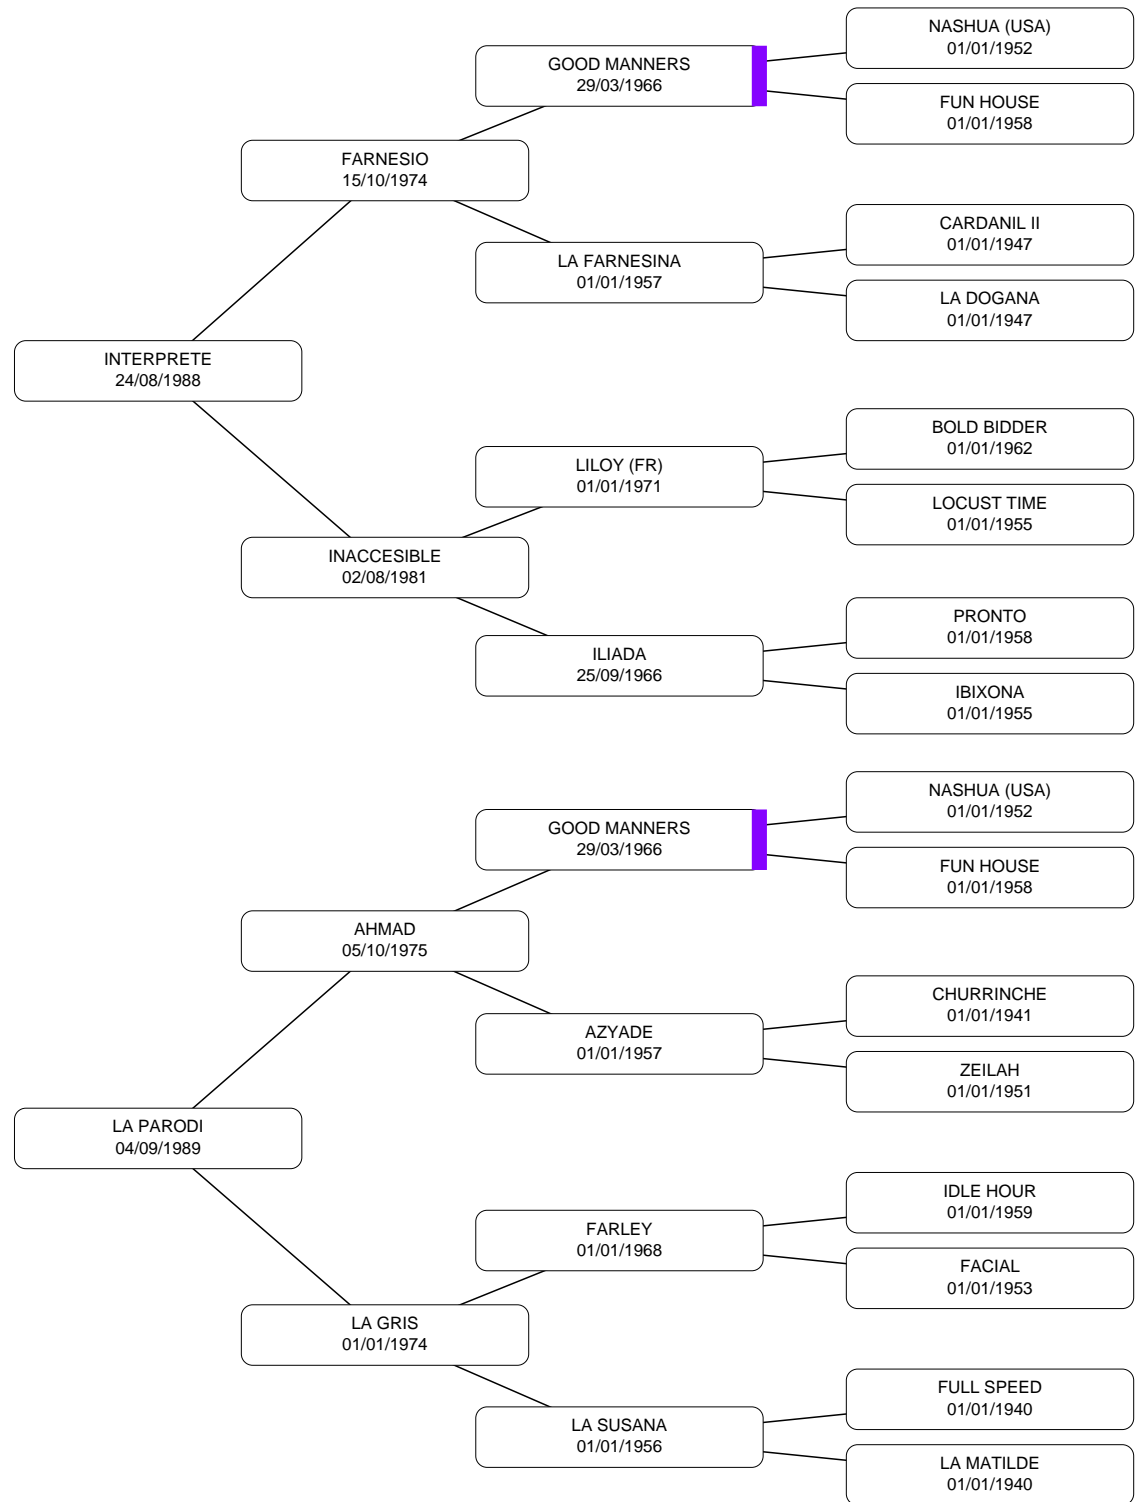 NASHUA (USA)
01/01/1952
GOOD MANNERS
29/03/1966
FUN HOUSE
01/01/1958
FARNESIO
15/10/1974
CARDANIL II
01/01/1947
LA FARNESINA
01/01/1957
LA DOGANA
01/01/1947
INTERPRETE
24/08/1988
BOLD BIDDER
01/01/1962
LILOY (FR)
01/01/1971
LOCUST TIME
01/01/1955
INACCESIBLE
02/08/1981
PRONTO
01/01/1958
ILIADA
25/09/1966
IBIXONA
01/01/1955
NASHUA (USA)
01/01/1952
GOOD MANNERS
29/03/1966
FUN HOUSE
01/01/1958
AHMAD
05/10/1975
CHURRINCHE
01/01/1941
AZYADE
01/01/1957
ZEILAH
01/01/1951
LA PARODI
04/09/1989
IDLE HOUR
01/01/1959
FARLEY
01/01/1968
FACIAL
01/01/1953
LA GRIS
01/01/1974
FULL SPEED
01/01/1940
LA SUSANA
01/01/1956
LA MATILDE
01/01/1940